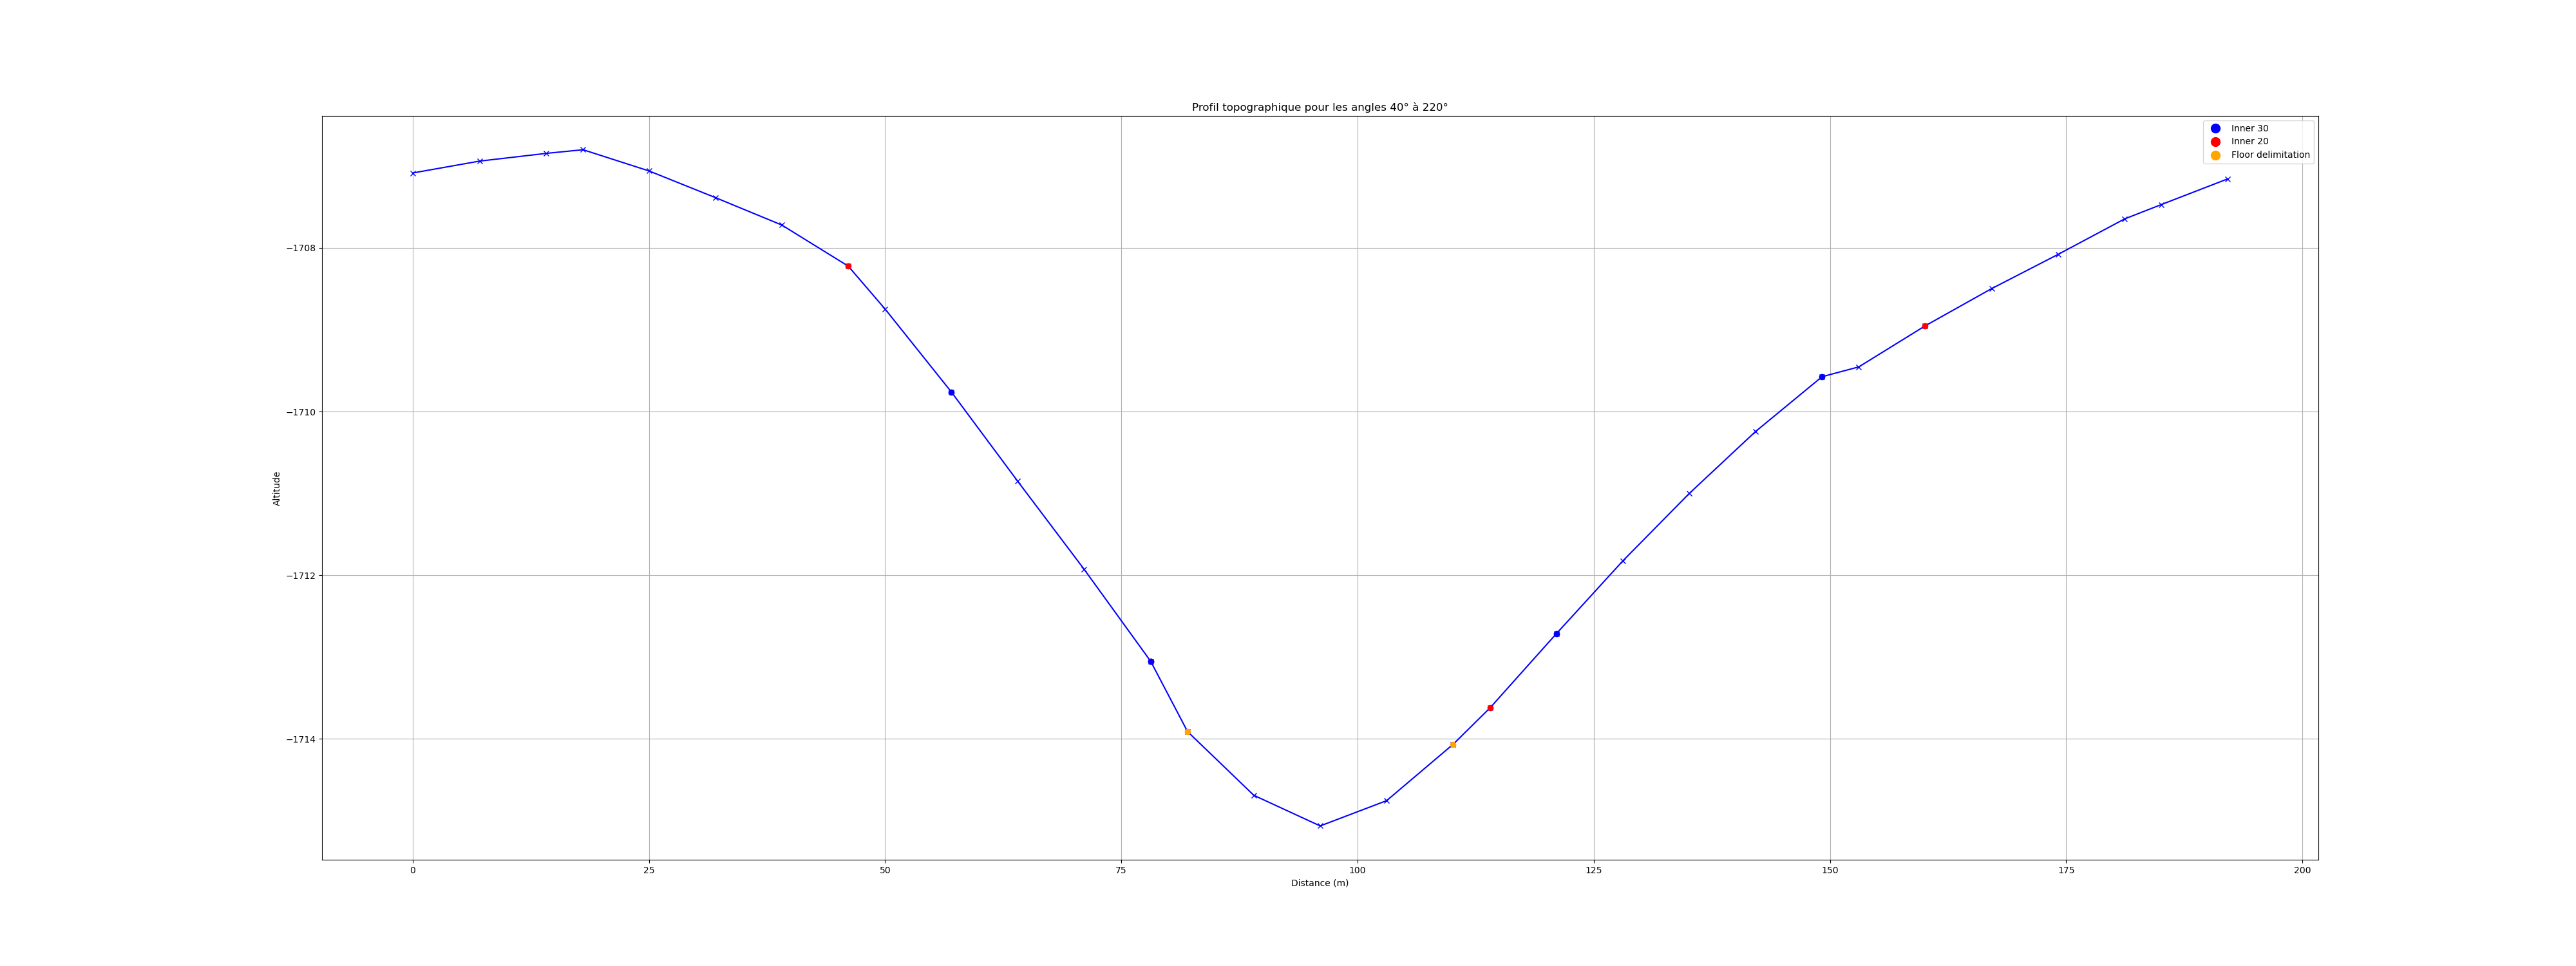 Profil topographique pour les angles 40° à 220°
Inner 30
Inner 20
Floor delimitation
Altitude
−1708
−1710
−1712
−1714
0 25 50 75 100 125 150 175 200
Distance (m)